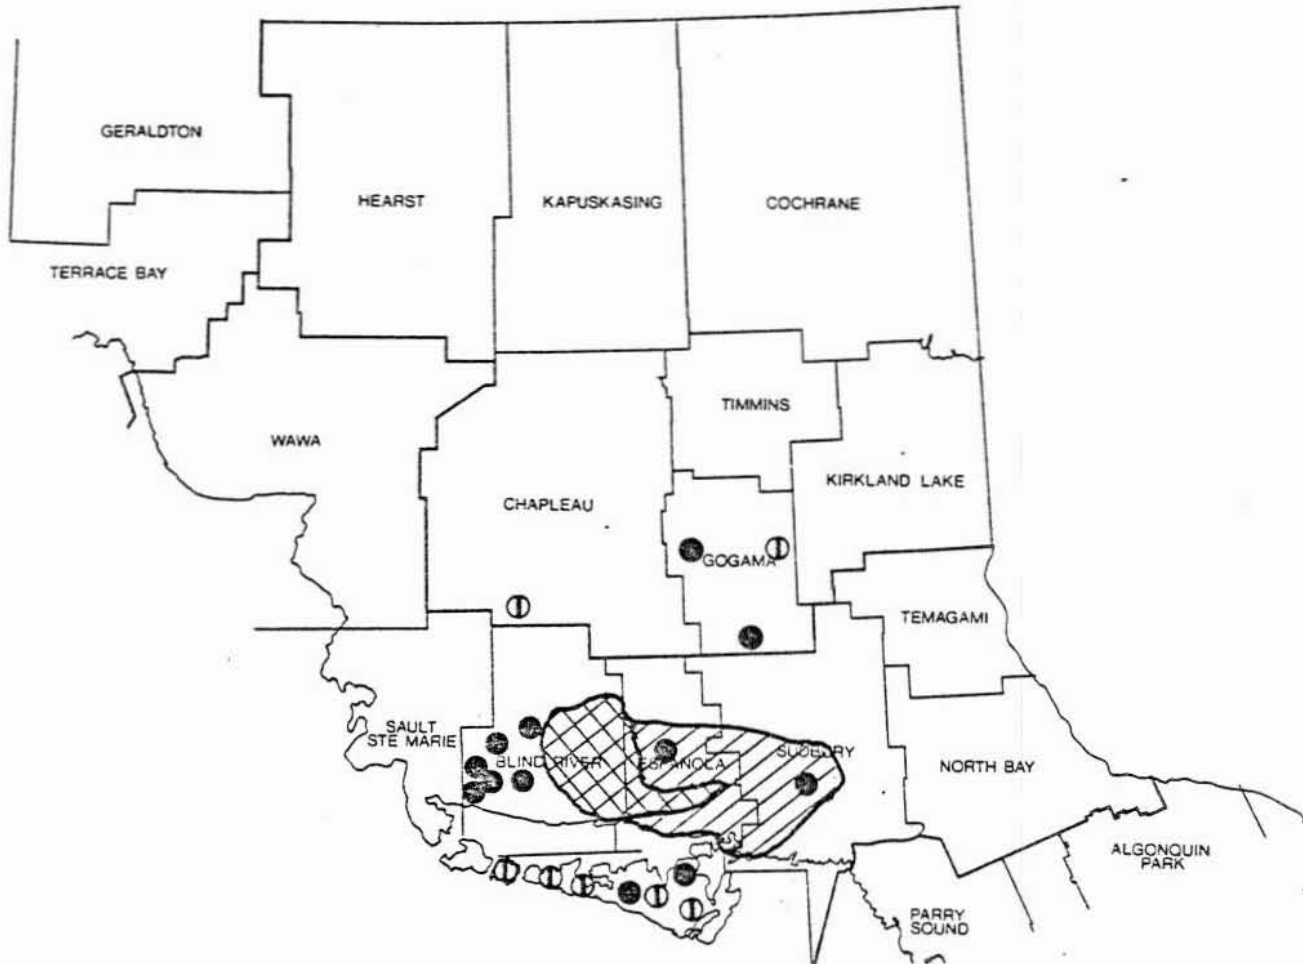 GERALDTON
HEARST
KAPUSKASING
COCHRANE
TERRACE BAY
TIMMINS
WAWA
KIRKLAND LAKE
CHAPLEAU
GOGAMA
TEMAGAMI
SAULT
STE MARIE
BLIND RIVER
ESPANOLA
SUDBURY
NORTH BAY
ALGONQUIN
PARK
PARRY
SOUND